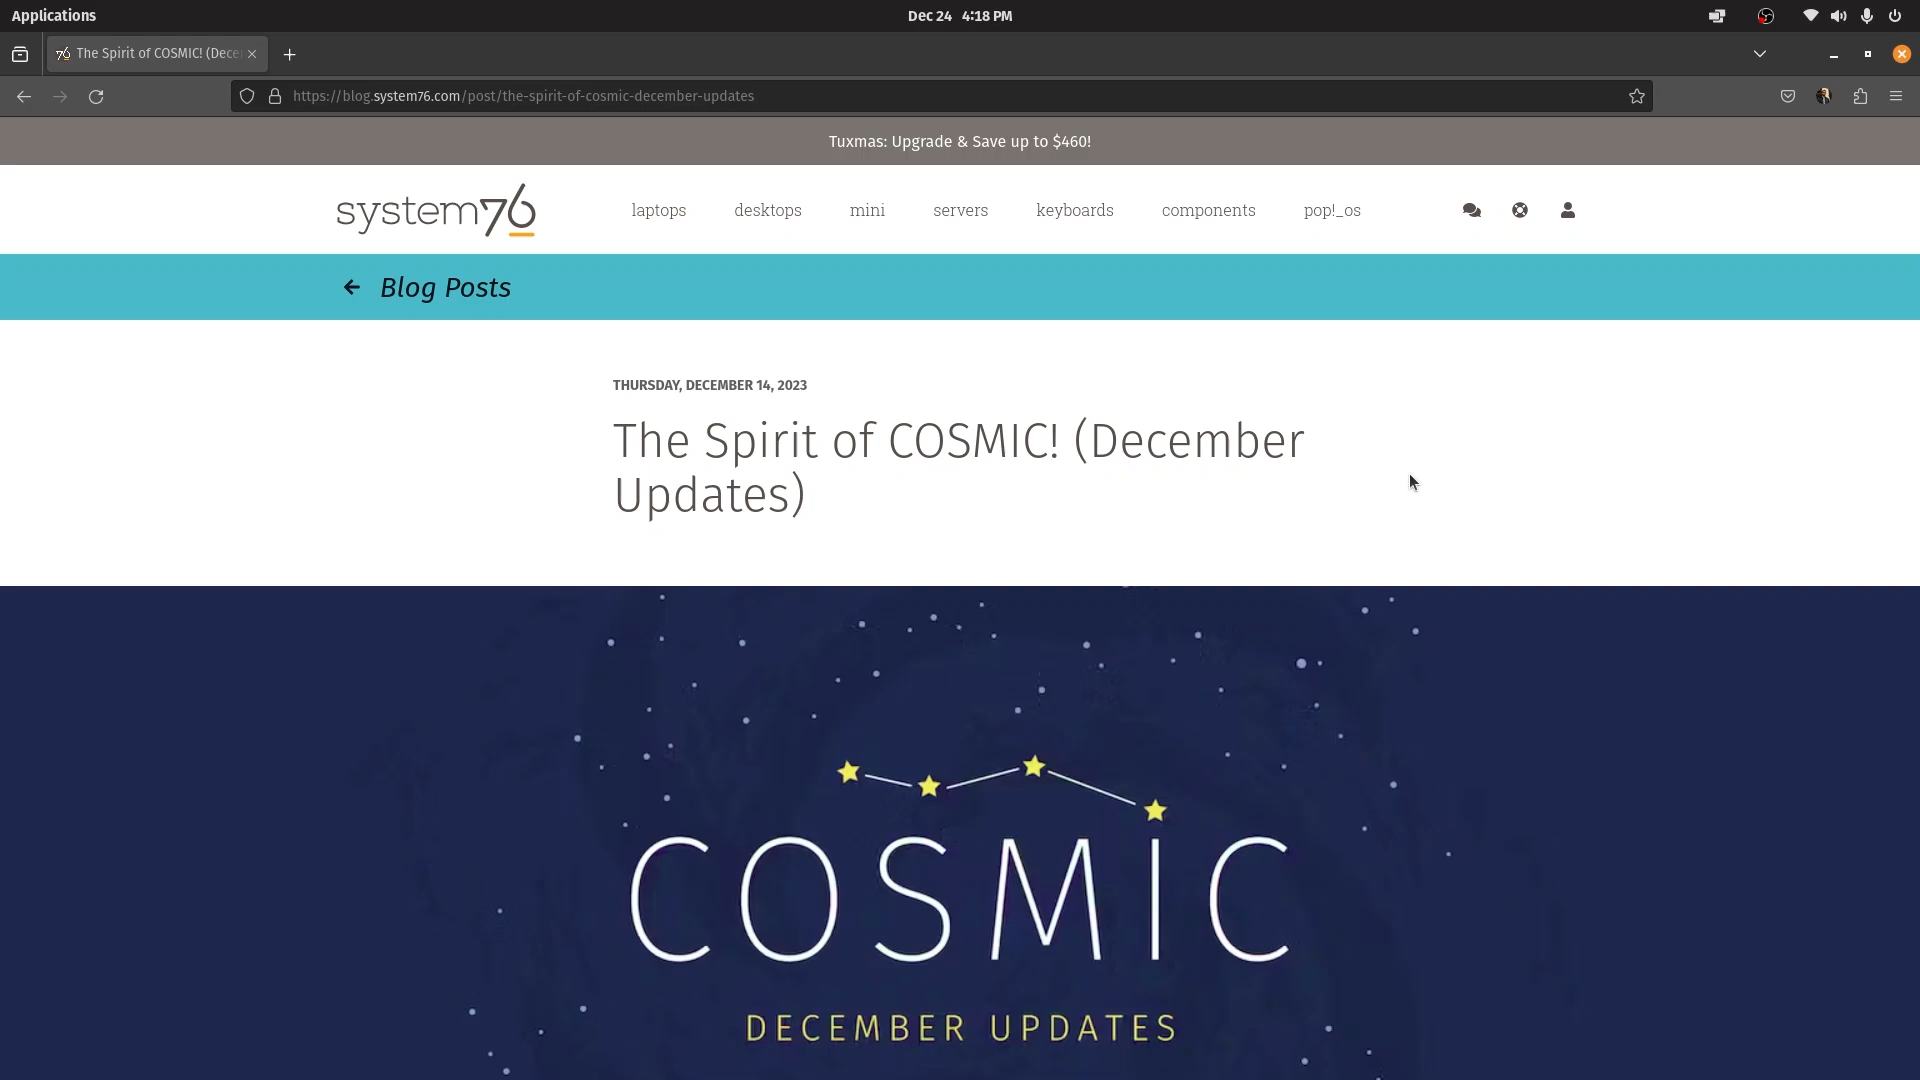 Applications
Dec 24 4:18 PM
The Spirit of COSMIC! (Dece
https://blog.system76.com/post/the-spirit-of-cosmic-december-updates
Tuxmas: Upgrade & Save up to $460!
system76
laptops
desktops
mini
servers
keyboards
components
pop!_os
Blog Posts
THURSDAY, DECEMBER 14, 2023
The Spirit of COSMIC! (December
Updates)
COSMIC
DECEMBER UPDATES